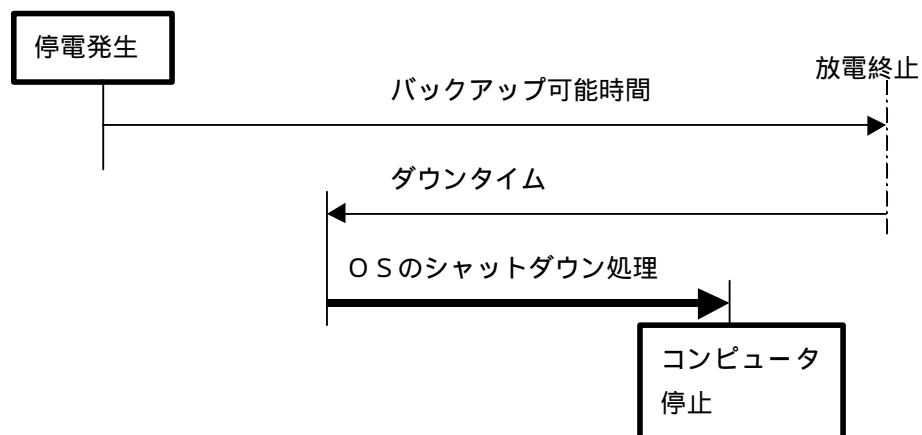 停電発生
放電終止
バックアップ可能時間
ダウンタイム
ＯＳのシャットダウン処理
コンピュータ
停止